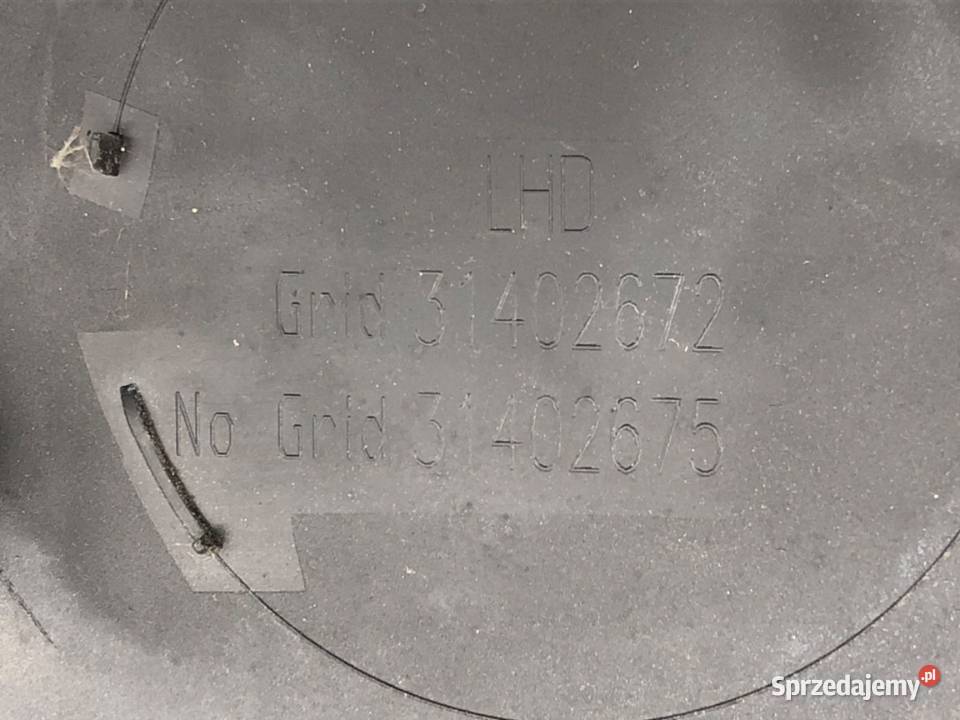 LHD
Grid 31402672
No Grid 31402675
Sprzedajemy.pl